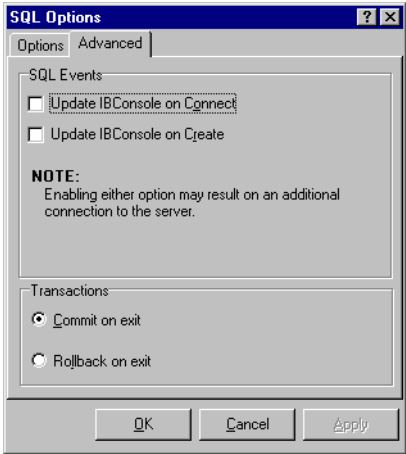 SQL Options
Options Advanced
SQL Events
Update IBConsole on Connect
Update IBConsole on Create
NOTE:
Enabling either option may result on an additional
connection to the server.
Transactions
Commit on exit
Rollback on exit
OK Cancel Apply